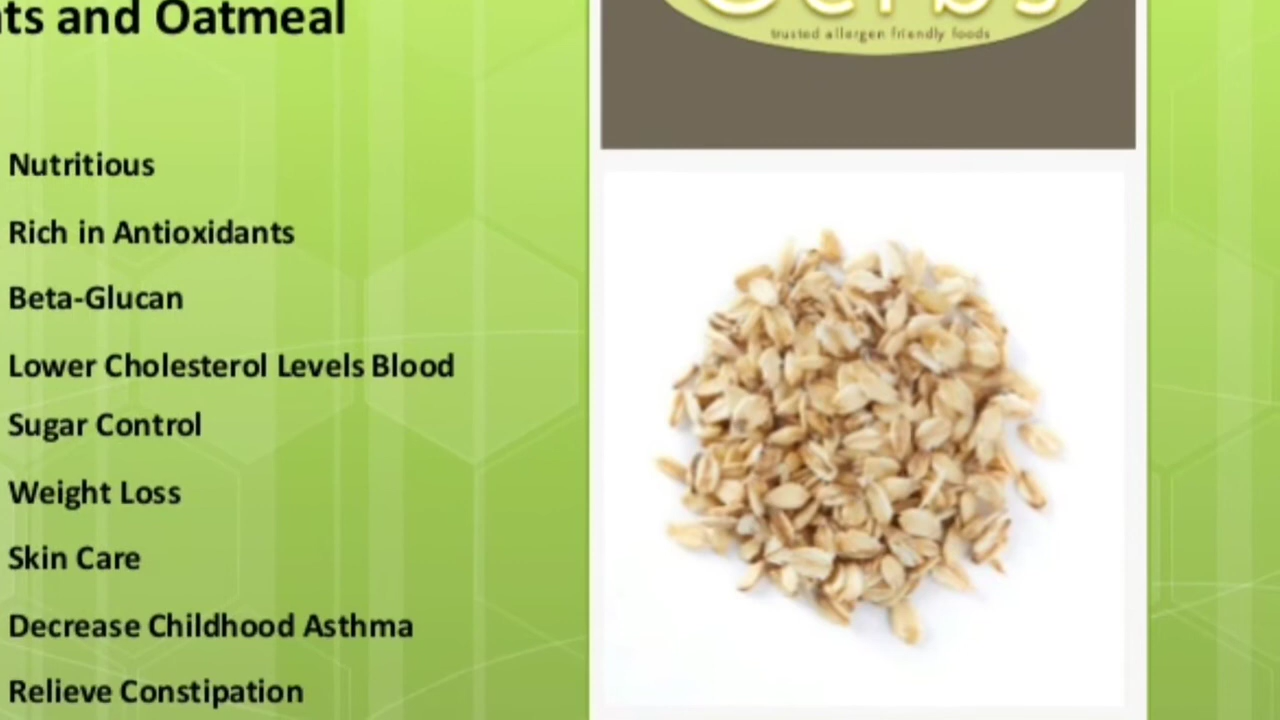 and Oatmeal
trusted allergen friendly foods
Nutritious
Rich in Antioxidants
Beta-Glucan
Lower Cholesterol Levels Blood
Sugar Control
Weight Loss
Skin Care
Decrease Childhood Asthma
Relieve Constipation